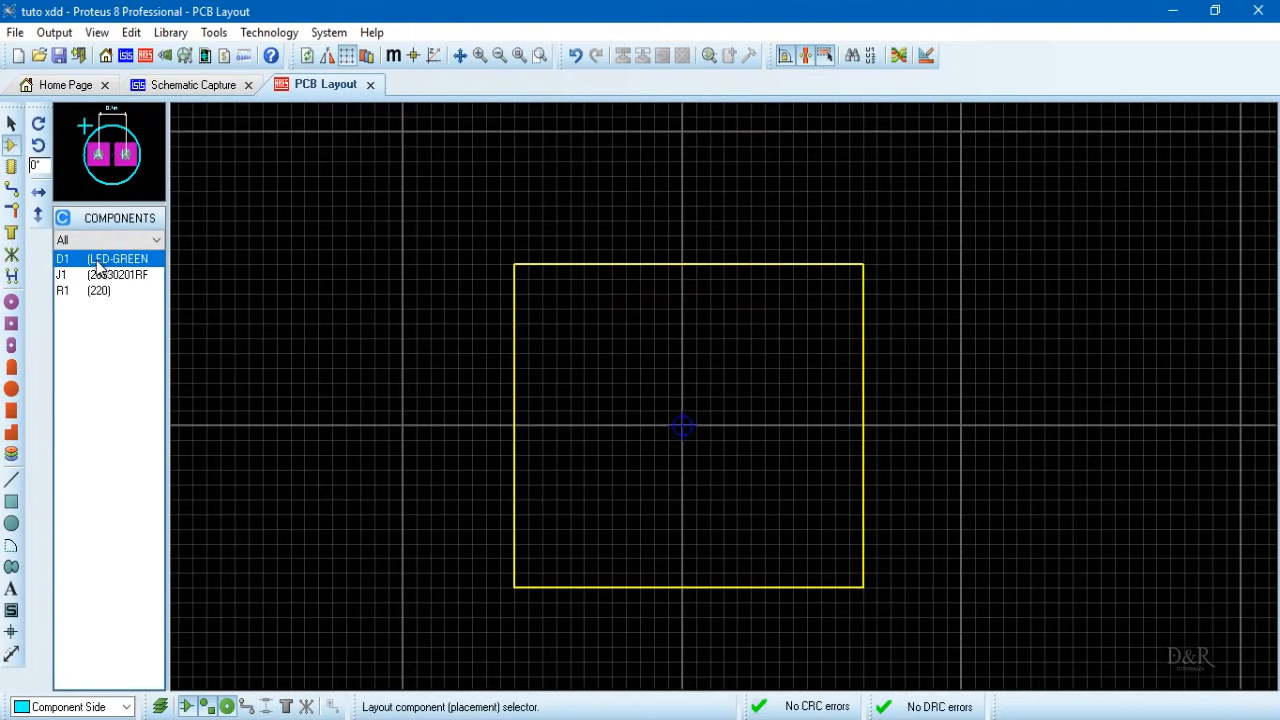 tuto xdd - Proteus 8 Professional - PCB Layout
File Output View Edit Library Tools Technology System Help
Home Page
Schematic Capture
PCB Layout
A K
0°
COMPONENTS
All
D1 (LED-GREEN
J1
R1 (220)
D&R
Component Side
Layout component (placement) selector.
No CRC errors
No DRC errors